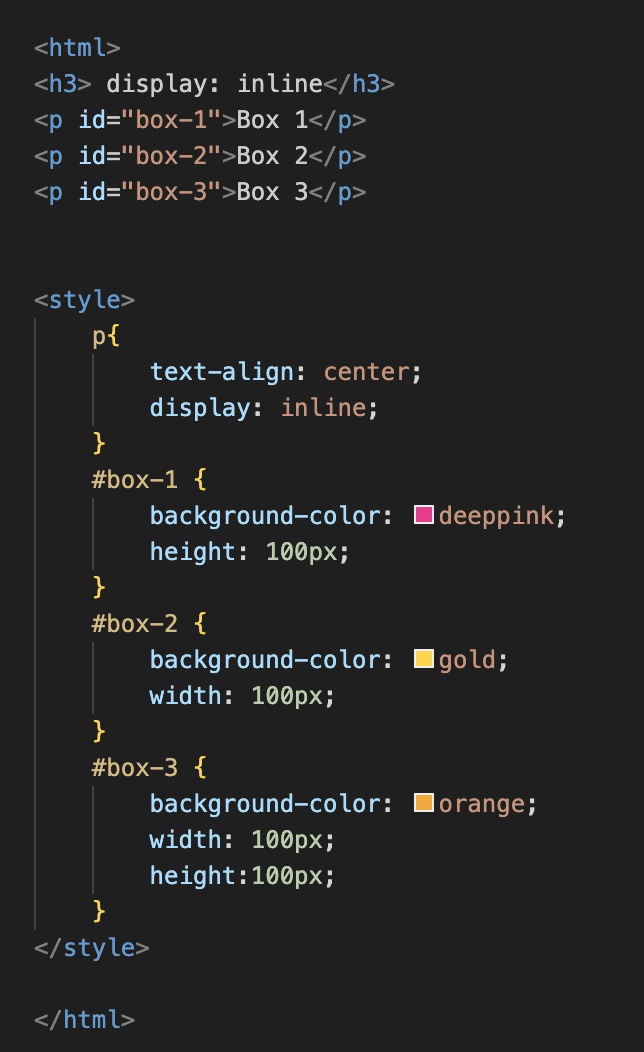 <html>
<h3> display: inline</h3>
<p id="box-1">Box 1</p>
<p id="box-2">Box 2</p>
<p id="box-3">Box 3</p>
<style>
p{
text-align: center;
display: inline;
}
#box-1 {
background-color: deeppink;
height: 100px;
}
#box-2 {
background-color: gold;
width: 100px;
}
#box-3 {
background-color: orange;
width: 100px;
height:100px;
}
</style>
</html>